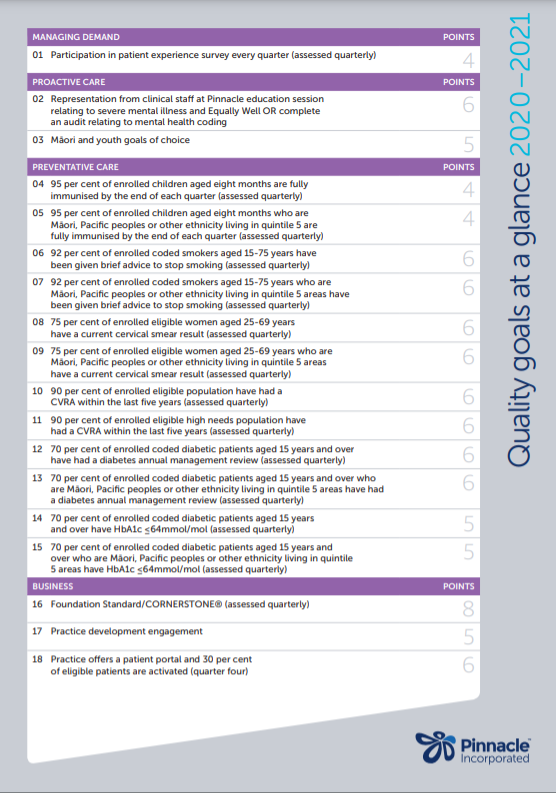 MANAGING DEMAND POINTS
01 Participation in patient experience survey every quarter (assessed quarterly) 4
PROACTIVE CARE POINTS
02 Representation from clinical staff at Pinnacle education session 6
relating to severe mental illness and Equally Well OR complete
an audit relating to mental health coding
03 Māori and youth goals of choice 5
PREVENTATIVE CARE POINTS
04 95 per cent of enrolled children aged eight months are fully 4
immunised by the end of each quarter (assessed quarterly)
05 95 per cent of enrolled children aged eight months who are 4
Māori, Pacific peoples or other ethnicity living in quintile 5 are
fully immunised by the end of each quarter (assessed quarterly)
06 92 per cent of enrolled coded smokers aged 15-75 years have 6
been given brief advice to stop smoking (assessed quarterly)
07 92 per cent of enrolled coded smokers aged 15-75 years who are 6
Māori, Pacific peoples or other ethnicity living in quintile 5 areas have
been given brief advice to stop smoking (assessed quarterly)
08 75 per cent of enrolled eligible women aged 25-69 years 6
have a current cervical smear result (assessed quarterly)
09 75 per cent of enrolled eligible women aged 25-69 years who are 6
Māori, Pacific peoples or other ethnicity living in quintile 5 areas
have a current cervical smear result (assessed quarterly)
10 90 per cent of enrolled eligible population have had a 6
CVRA within the last five years (assessed quarterly)
11 90 per cent of enrolled eligible high needs population have 6
had a CVRA within the last five years (assessed quarterly)
12 70 per cent of enrolled coded diabetic patients aged 15 years and over 6
have had a diabetes annual management review (assessed quarterly)
13 70 per cent of enrolled coded diabetic patients aged 15 years and over who 6
are Māori, Pacific peoples or other ethnicity living in quintile 5 areas have had
a diabetes annual management review (assessed quarterly)
14 70 per cent of enrolled coded diabetic patients aged 15 years 5
and over have HbA1c ≤64mmol/mol (assessed quarterly)
15 70 per cent of enrolled coded diabetic patients aged 15 years and 5
over who are Māori, Pacific peoples or other ethnicity living in quintile
5 areas have HbA1c ≤64mmol/mol (assessed quarterly)
BUSINESS POINTS
16 Foundation Standard/CORNERSTONE® (assessed quarterly) 8
17 Practice development engagement 5
18 Practice offers a patient portal and 30 per cent 6
of eligible patients are activated (quarter four)
Quality goals at a glance 2020–2021
Pinnacle™
Incorporated